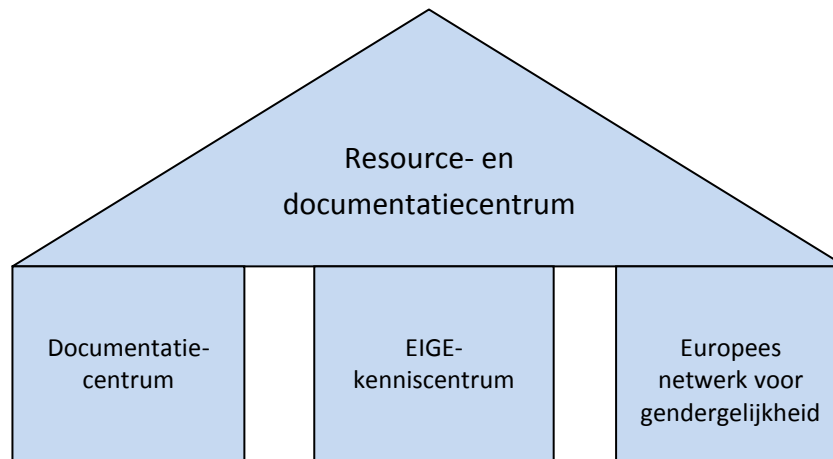 Resource- en
documentatiecentrum
Documentatie-
centrum
EIGE-
kenniscentrum
Europees
netwerk voor
gendergelijkheid